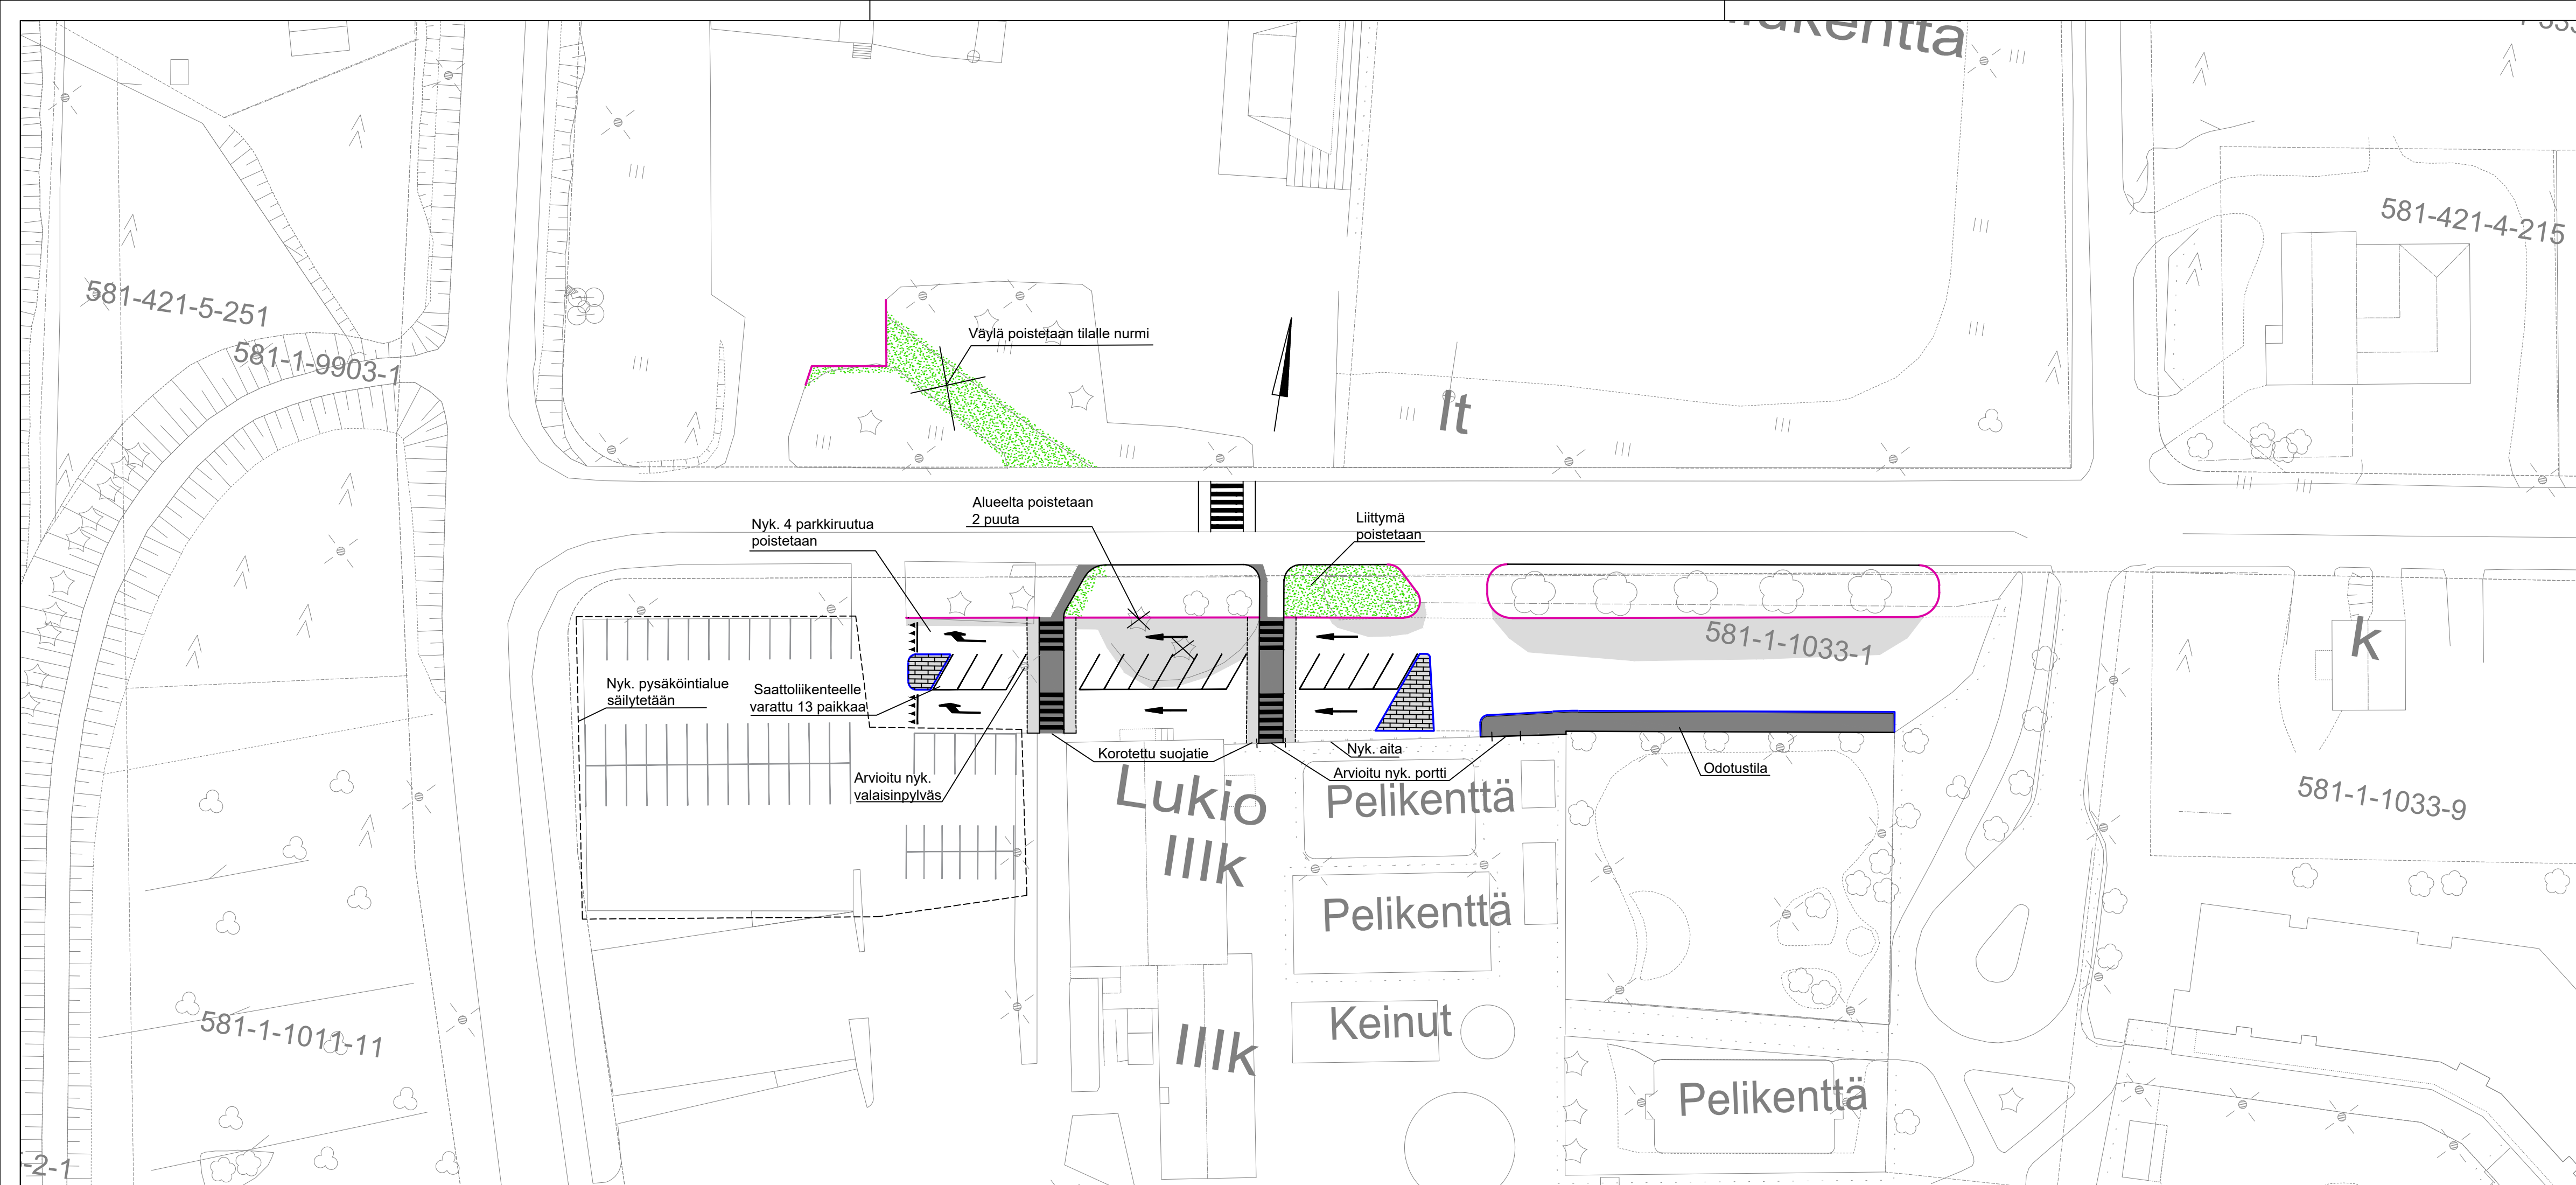 581-421-4-215
581-421-5-251
Väylä poistetaan tilalle nurmi
581-1-9903-1
lt
Alueelta poistetaan
2 puuta
Nyk. 4 parkkiruutua
poistetaan
Liittymä
poistetaan
581-1-1033-1
k
Nyk. pysäköintialue
säilytetään
Saattoliikenteelle
varattu 13 paikkaa
Korotettu suojatie
Nyk. aita
Arvioitu nyk. portti
Odotustila
Arvioitu nyk.
valaisinpylväs
Lukio
IIIk
Pelikenttä
581-1-1033-9
Pelikenttä
Keinut
581-1-1011-11
IIIk
Pelikenttä
-2-1